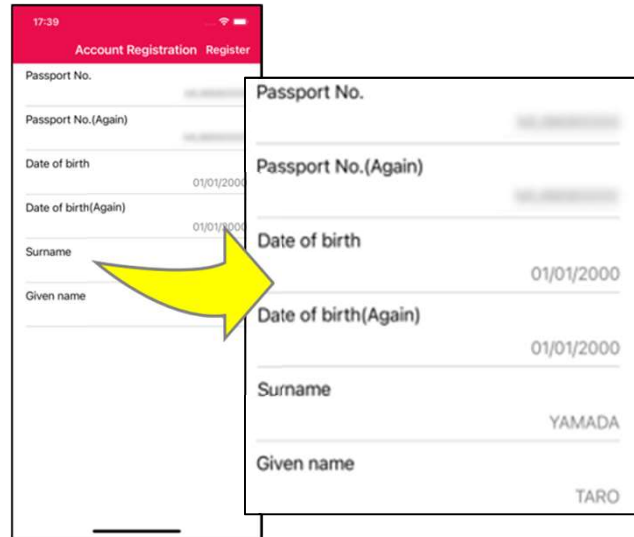 17:39
Account Registration Register
Passport No.
Passport No.(Again)
Date of birth
01/01/2000
Date of birth(Again)
01/01/2000
Surname
Given name
Passport No.
Passport No.(Again)
Date of birth
01/01/2000
Date of birth(Again)
01/01/2000
Surname
YAMADA
Given name
TARO